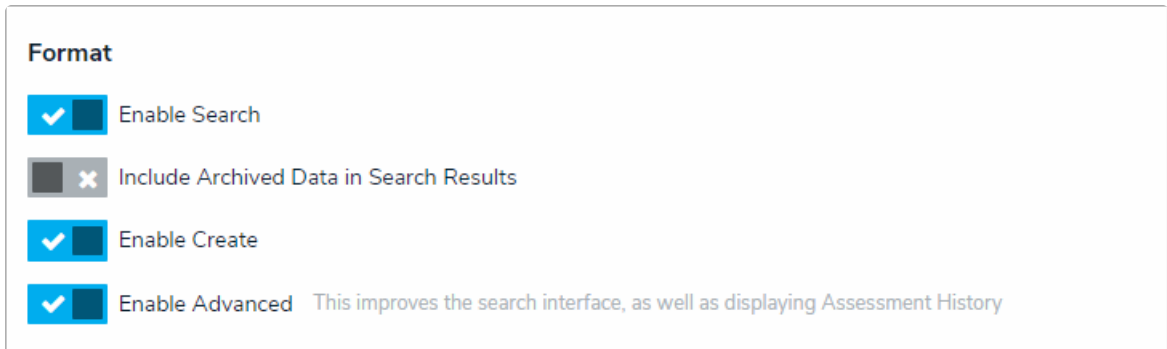 Format
Enable Search
Include Archived Data in Search Results
Enable Create
Enable Advanced This improves the search interface, as well as displaying Assessment History